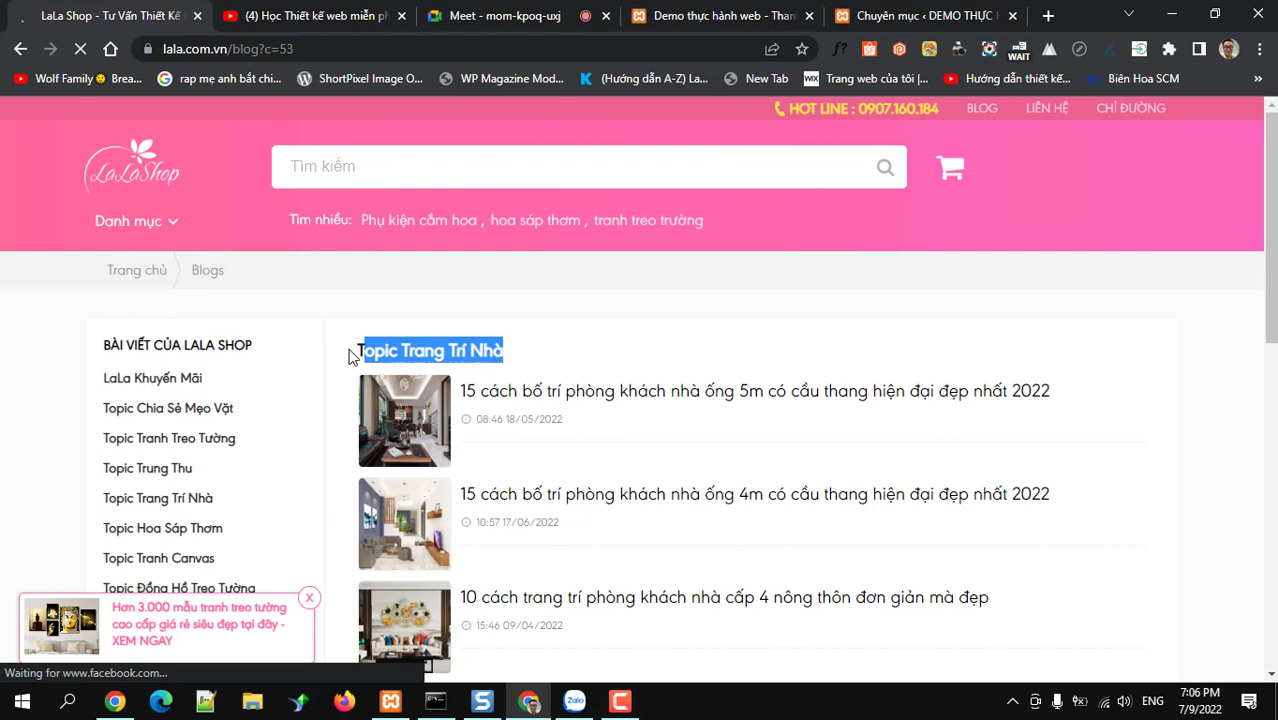 LaLa Shop - Tư Vấn Thiết Kế
(4) Học Thiết kế web miễn ph
Meet - mom-kpoq-uxj
Demo thực hành web - Than
Chuyên mục ‹ DEMO THỰC H
lala.com.vn/blog?c=53
WAIT
Wolf Family Brea...
rap mẹ anh bắt chi...
ShortPixel Image O...
WP Magazine Mod...
(Hướng dẫn A-Z) La...
New Tab
WIX
Trang web của tôi |...
Hướng dẫn thiết kế...
Biên Hoa SCM
HOT LINE : 0907.160.184
BLOG
LIÊN HỆ
CHỈ ĐƯỜNG
LaLaShop
Tìm kiếm
Danh mục
Tìm nhiều: Phụ kiện cắm hoa , hoa sáp thơm , tranh treo trường
Trang chủ
Blogs
BÀI VIẾT CỦA LALA SHOP
LaLa Khuyến Mãi
Topic Chia Sẻ Mẹo Vặt
Topic Tranh Treo Tường
Topic Trung Thu
Topic Trang Trí Nhà
Topic Hoa Sáp Thơm
Topic Tranh Canvas
Topic Đồng Hồ Treo Tường
Topic Trang Trí Nhà
15 cách bố trí phòng khách nhà ống 5m có cầu thang hiện đại đẹp nhất 2022
08:46 18/05/2022
15 cách bố trí phòng khách nhà ống 4m có cầu thang hiện đại đẹp nhất 2022
10:57 17/06/2022
10 cách trang trí phòng khách nhà cấp 4 nông thôn đơn giản mà đẹp
15:46 09/04/2022
X
Hơn 3.000 mẫu tranh treo tường
cao cấp giá rẻ siêu đẹp tại đây -
XEM NGAY
Waiting for www.facebook.com...
Zalo
ENG
7:06 PM
7/9/2022